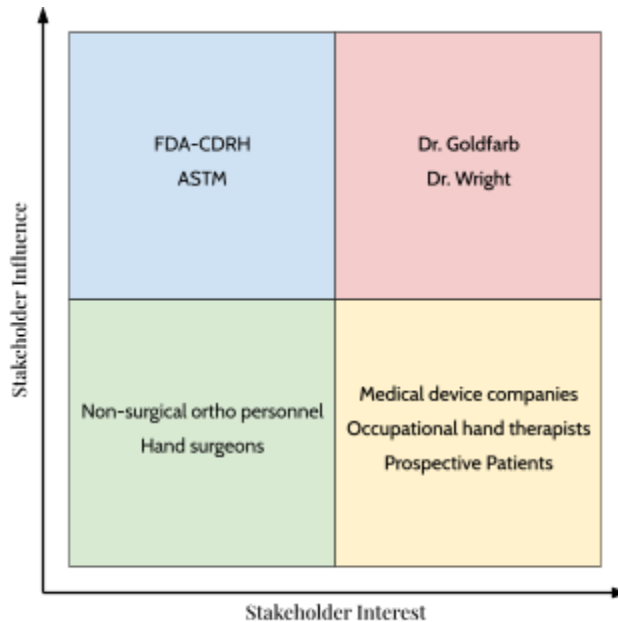 Stakeholder Influence
FDA-CDRH
ASTM
Dr. Goldfarb
Dr. Wright
Non-surgical ortho personnel
Hand surgeons
Medical device companies
Occupational hand therapists
Prospective Patients
Stakeholder Interest